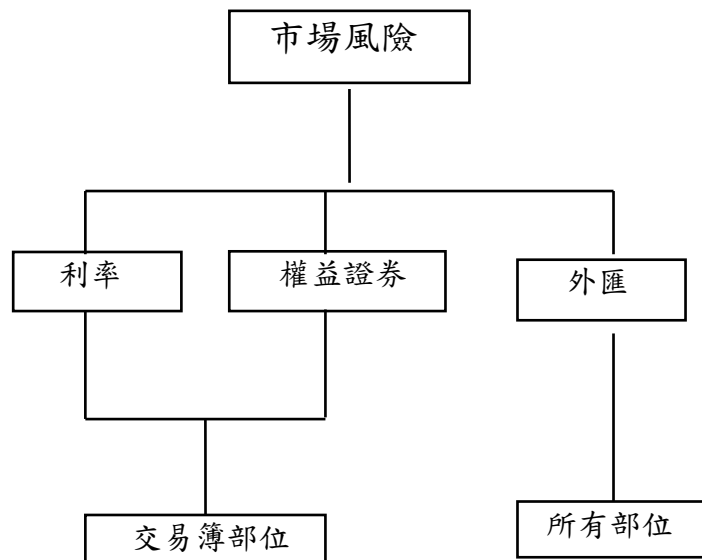 市場風險
利率
權益證券
外匯
交易簿部位
所有部位